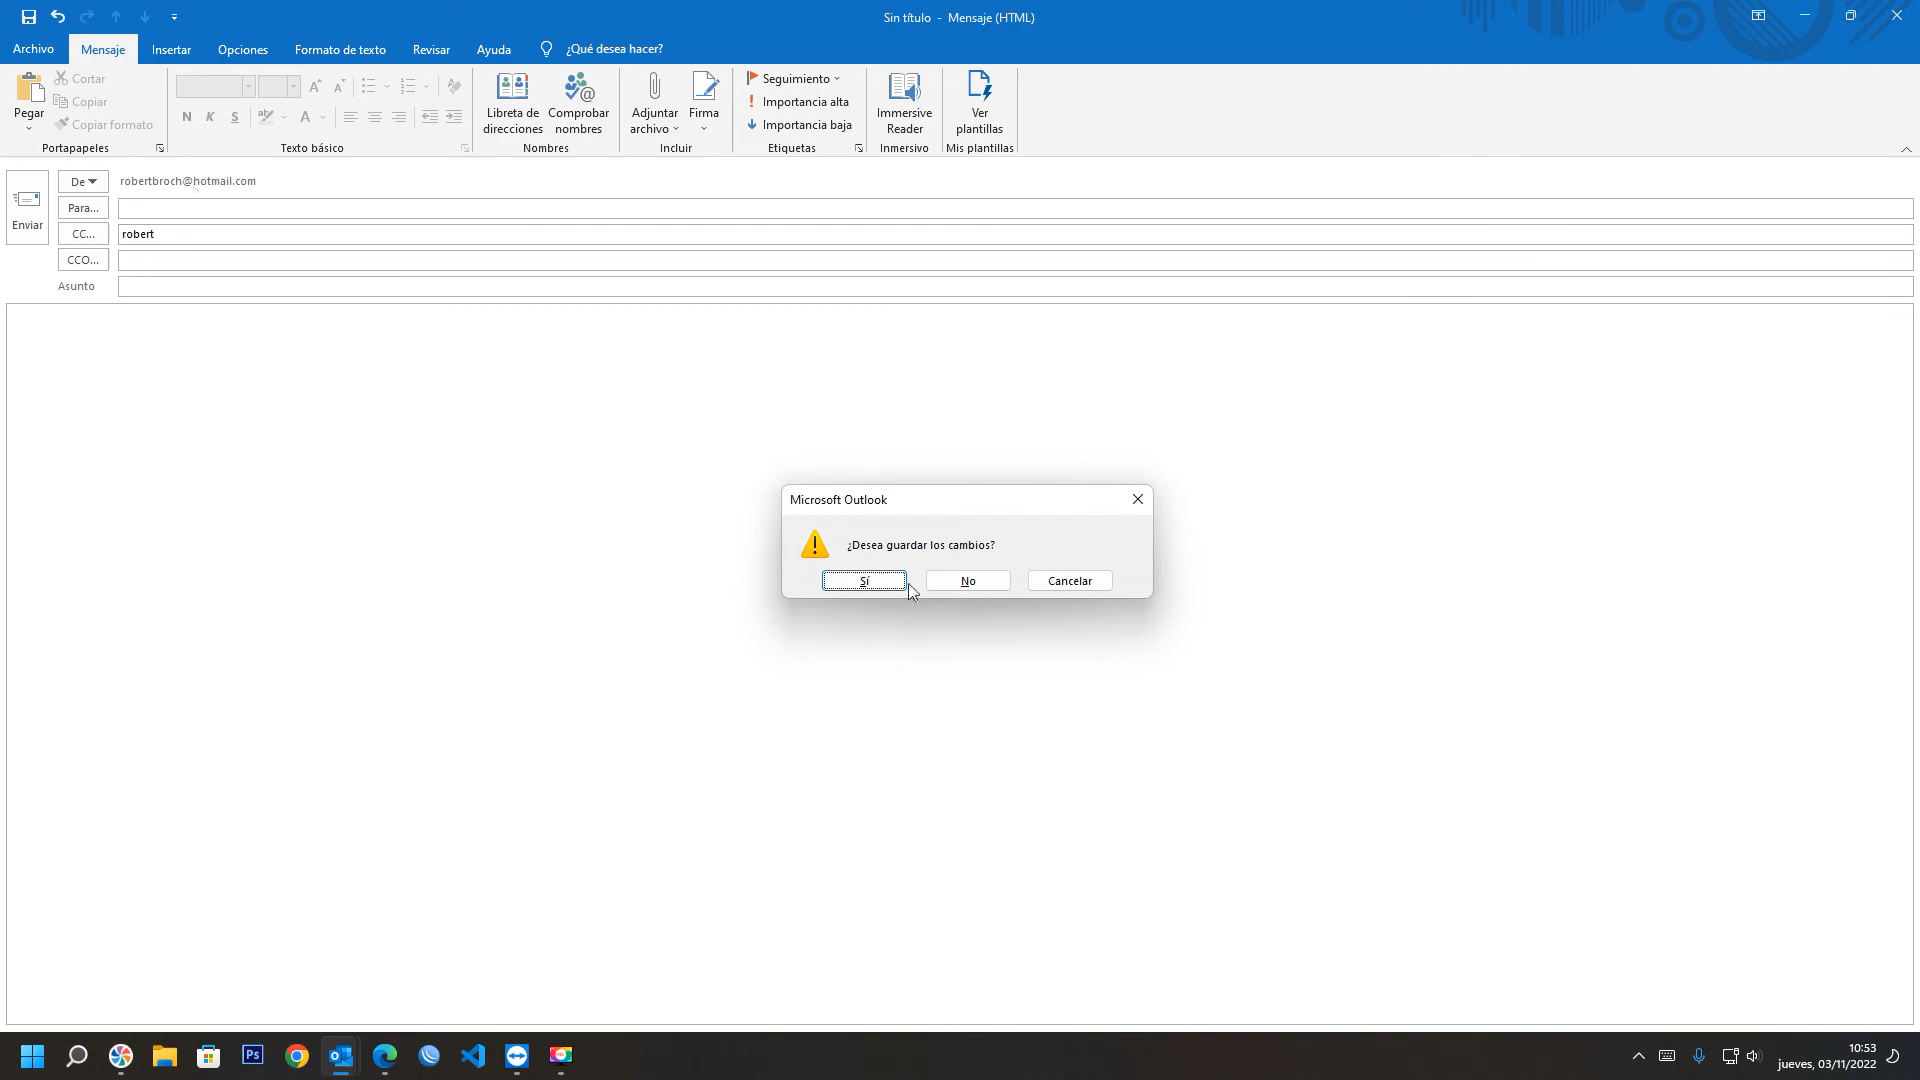 Sin título - Mensaje (HTML)
Archivo Mensaje Insertar Opciones Formato de texto Revisar Ayuda ¿Qué desea hacer?
Pegar
Cortar
Copiar
Copiar formato
Portapapeles
N K S
ab
A
Texto básico
Libreta de direcciones
Comprobar nombres
Nombres
Adjuntar archivo
Firma
Incluir
Seguimiento
Importancia alta
Importancia baja
Etiquetas
Immersive Reader
Inmersivo
Ver plantillas
Mis plantillas
Enviar
De robertbroch@hotmail.com
Para...
CC... robert
CCO...
Asunto
Microsoft Outlook
¿Desea guardar los cambios?
Sí No Cancelar
Ps
10:53
jueves, 03/11/2022